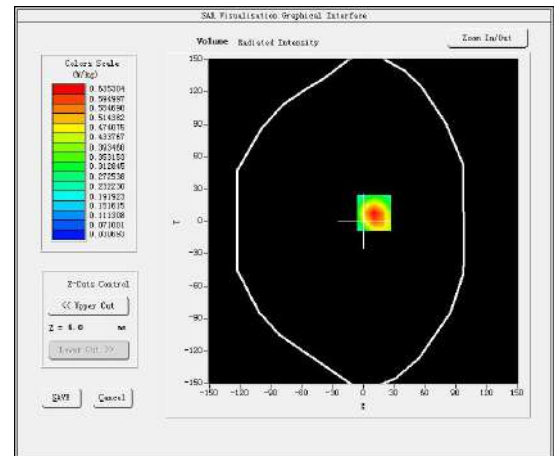 SAR Visualisation Graphical Interface
Volume Radiated Intensity
Zoom In/Out
Colors Scale
(W/kg)
0.635304
0.594997
0.554690
0.514382
0.474075
0.433767
0.393460
0.353153
0.312845
0.272538
0.232230
0.191923
0.151615
0.111308
0.071001
0.030693
Z-Cuts Control
<< Upper Cut
Z = 4.0 mm
Lower Cut >>
SAVE
Cancel
150
120
90
60
30
0
-30
-60
-90
-120
-150
Y
-150 -120 -90 -60 -30 0 30 60 90 120 150
X